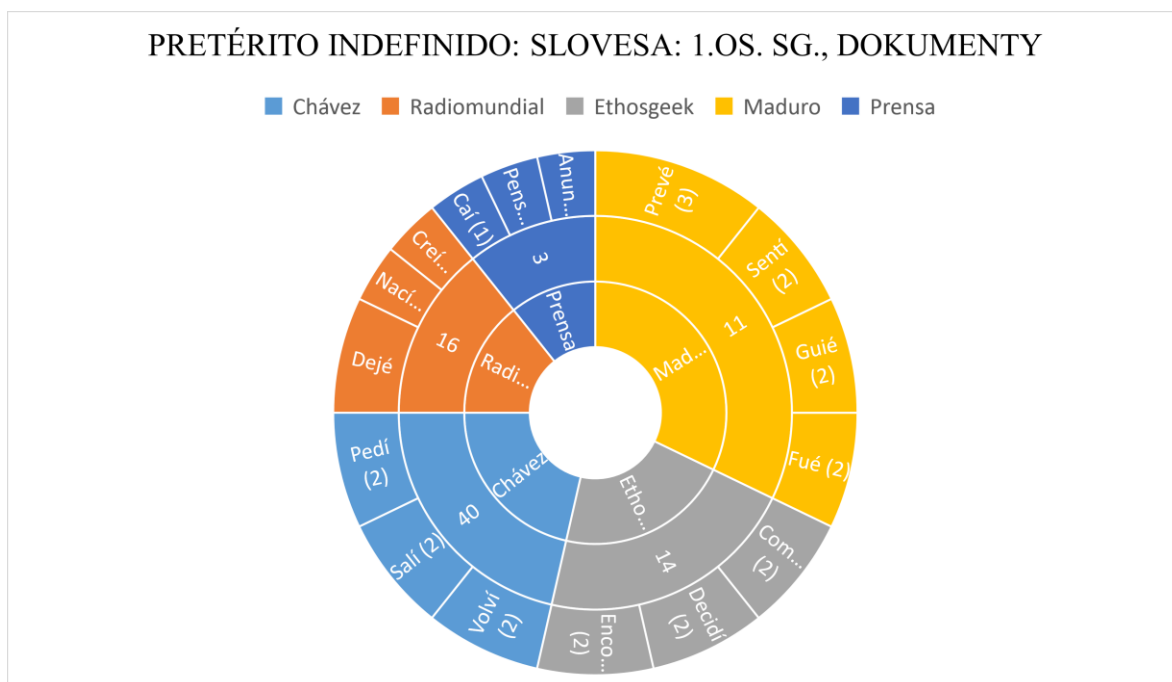 PRETÉRITO INDEFINIDO: SLOVESA: 1.OS. SG., DOKUMENTY
Chávez Radiomundial Ethosgeek Maduro Prensa
Prevé
(3)
Sentí
(2)
Guié
(2)
Fué (2)
11
Mad...
Com...
(2)
Decidí
(2)
Enco...
(2)
14
Etho...
Volví
(2)
Salí (2)
Pedí
(2)
40
Chávez
Dejé
Nací...
Creí...
16
Radi...
Caí (1)
Pens...
Anun...
3
Prensa